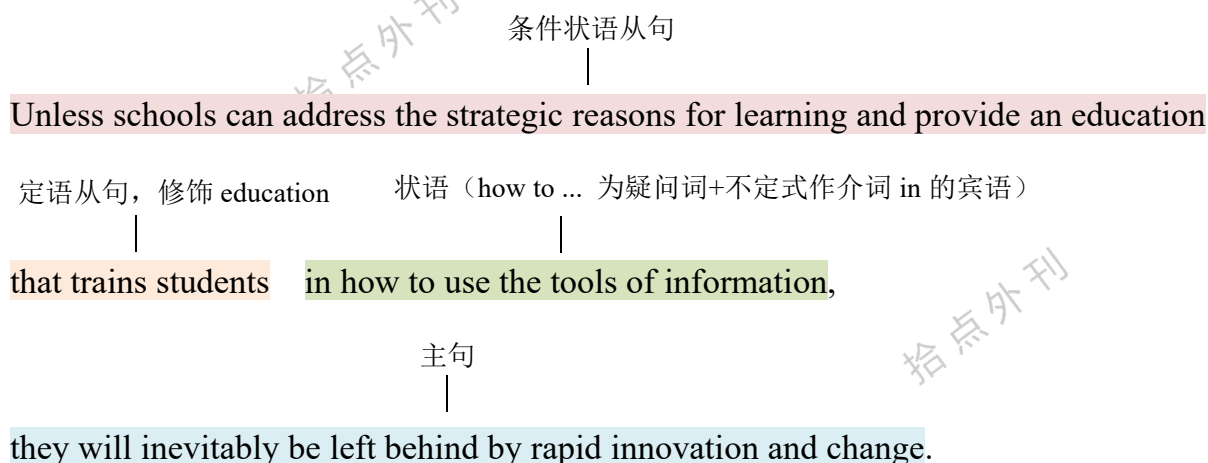 拾点外刊
条件状语从句
Unless schools can address the strategic reasons for learning and provide an education
定语从句，修饰 education 状语（how to ... 为疑问词+不定式作介词 in 的宾语）
that trains students in how to use the tools of information,
拾点外刊
主句
they will inevitably be left behind by rapid innovation and change.